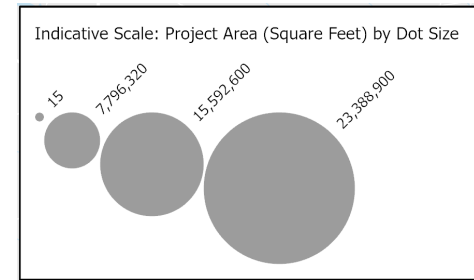 Indicative Scale: Project Area (Square Feet) by Dot Size
15
7,796,320
15,592,600
23,388,900